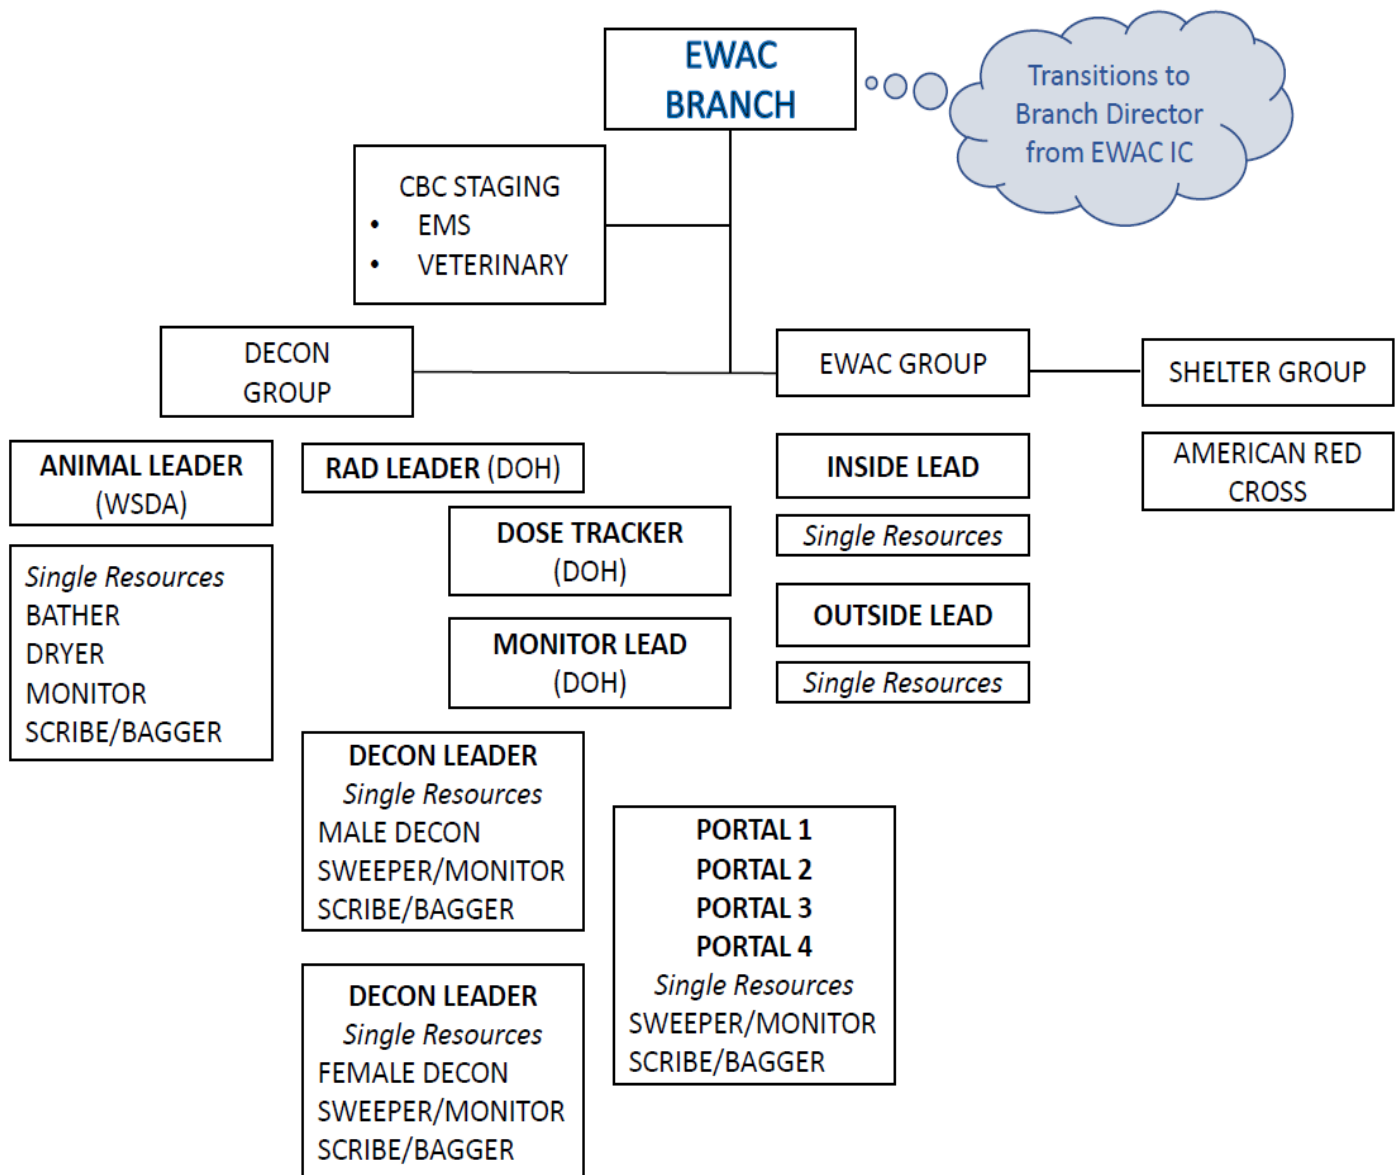 EWAC
BRANCH
Transitions to
Branch Director
from EWAC IC
CBC STAGING
• EMS
• VETERINARY
DECON
GROUP
EWAC GROUP
SHELTER GROUP
ANIMAL LEADER
(WSDA)
Single Resources
BATHER
DRYER
MONITOR
SCRIBE/BAGGER
RAD LEADER (DOH)
DOSE TRACKER
(DOH)
MONITOR LEAD
(DOH)
DECON LEADER
Single Resources
MALE DECON
SWEEPER/MONITOR
SCRIBE/BAGGER
DECON LEADER
Single Resources
FEMALE DECON
SWEEPER/MONITOR
SCRIBE/BAGGER
PORTAL 1
PORTAL 2
PORTAL 3
PORTAL 4
Single Resources
SWEEPER/MONITOR
SCRIBE/BAGGER
INSIDE LEAD
Single Resources
OUTSIDE LEAD
Single Resources
AMERICAN RED
CROSS